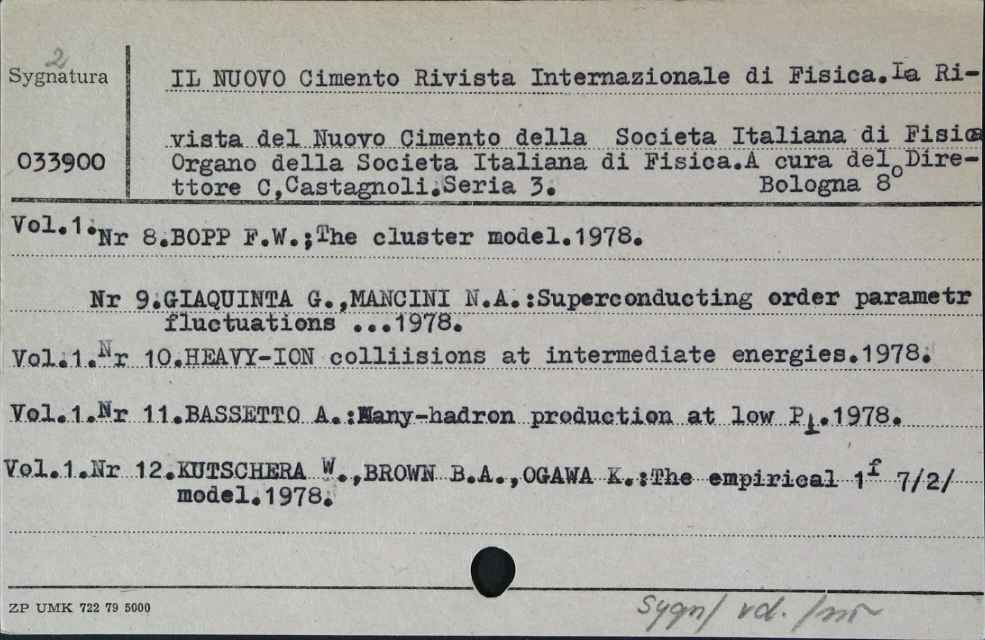 2
Sygnatura
IL NUOVO Cimento Rivista Internazionale di Fisica.La Ri-
vista del Nuovo Cimento della Societa Italiana di Fisica
033900
Organo della Societa Italiana di Fisica.A cura del Dire-
ttore C,Castagnoli.Seria 3. Bologna 8°
Vol.1.Nr 8.BOPP F.W.;The cluster model.1978.
Nr 9.GIAQUINTA G.,MANCINI N.A.:Superconducting order parametr
fluctuations ...1978.
Vol.1.Nr 10.HEAVY-ION colliisions at intermediate energies.1978.
Vol.1.Nr 11.BASSETTO A.:Many-hadron production at low P⊥.1978.
Vol.1.Nr 12.KUTSCHERA W.,BROWN B.A.,OGAWA K.:The empirical 1f 7/2/
model.1978.
ZP UMK 722 79 5000
Sygn/ vol. /nr